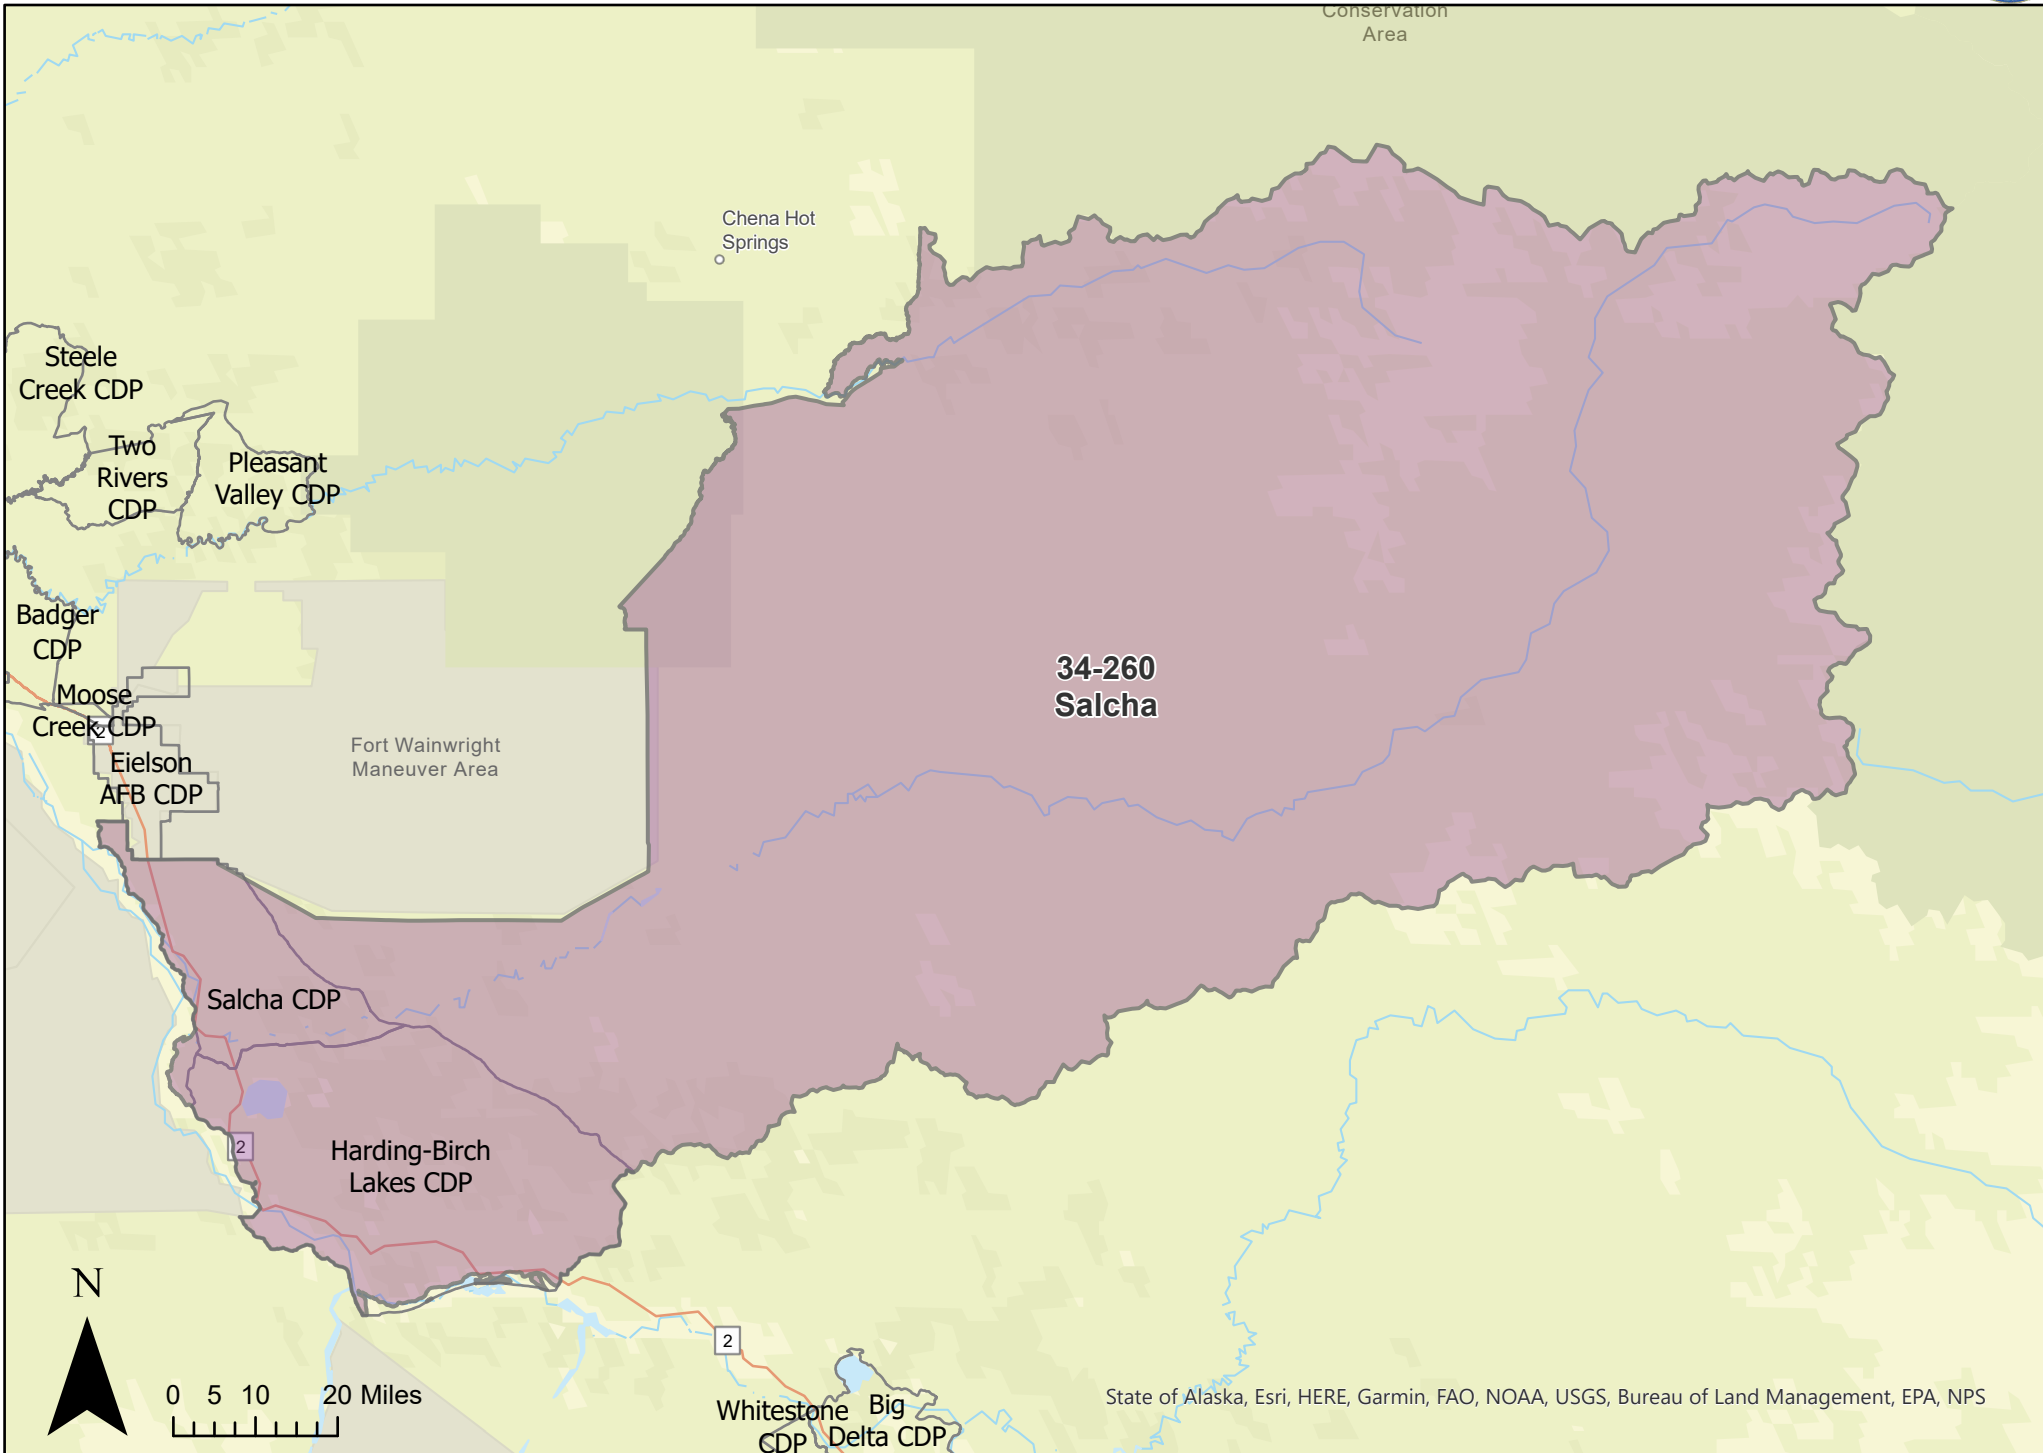 Conservation
Area
Chena Hot
Springs
Steele
Creek CDP
Two
Rivers
CDP
Pleasant
Valley CDP
Badger
CDP
34-260
Salcha
Moose
Creek CDP
2
Fort Wainwright
Maneuver Area
Eielson
AFB CDP
Salcha CDP
2
Harding-Birch
Lakes CDP
N
2
0 5 10 20 Miles
State of Alaska, Esri, HERE, Garmin, FAO, NOAA, USGS, Bureau of Land Management, EPA, NPS
Whitestone
CDP
Big
Delta CDP